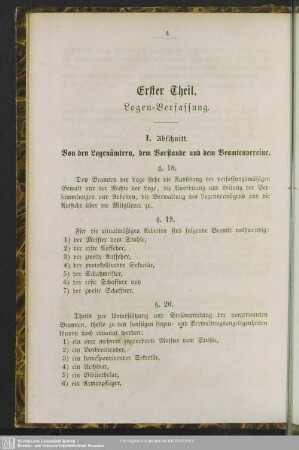 4
Erster Theil.
Logen-Verfassung.
I. Abschnitt.
Von den Logenämtern, dem Vorstande und dem Beamtenvereine.
§. 18.
Den Beamten der Loge steht die Ausübung der verfassungsmäßigen
Gewalt und der Rechte der Loge, die Anordnung und Leitung der Ver-
sammlungen und Arbeiten, die Verwaltung des Logenvermögens und die
Aufsicht über die Mitglieder zu.
§. 19.
Für die ritualmäßigen Arbeiten sind folgende Beamte nothwendig:
1) der Meister vom Stuhle,
2) der erste Aufseher,
3) der zweite Aufseher,
4) der protokollirende Sekretär,
5) der Schatzmeister,
6) der erste Schaffner und
7) der zweite Schaffner.
§. 20.
Theils zur Unterstützung und Stellvertretung der vorgenannten
Beamten, theils zu den sonstigen Logen- und Verwaltungsangelegenheiten
können noch ernannt werden:
1) ein oder mehrere zugeordnete Meister vom Stuhle,
2) ein Vorbereitender,
3) ein korrespondirender Sekretär,
4) ein Archivar,
5) ein Bibliothekar,
6) ein Armenpfleger,